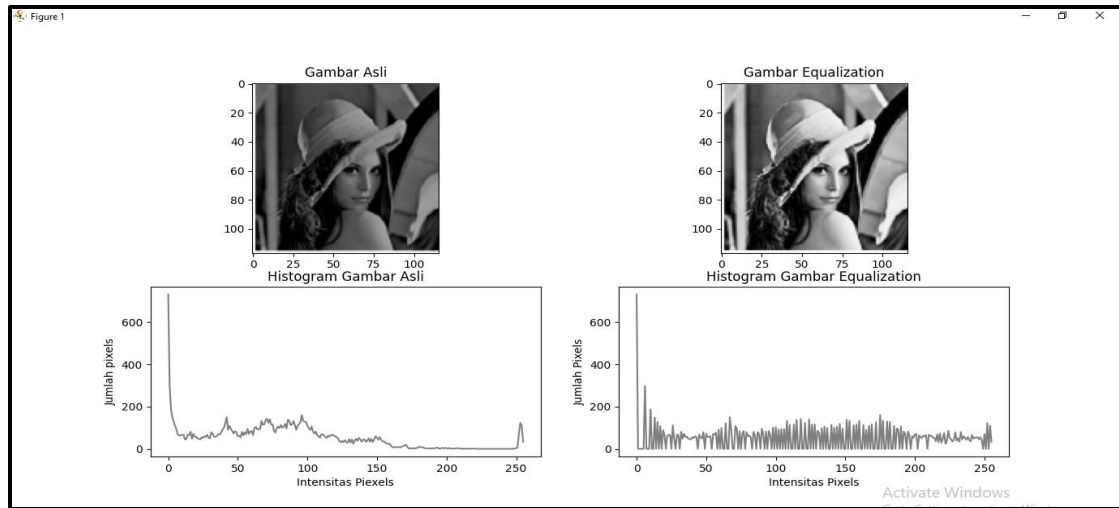 Figure 1
Gambar Asli
0
20
40
60
80
100
0 25 50 75 100
Histogram Gambar Asli
600
400
200
0
Jumlah pixels
0 50 100 150 200 250
Intensitas Piexels
Gambar Equalization
0
20
40
60
80
100
0 25 50 75 100
Histogram Gambar Equalization
600
400
200
0
Jumlah Pixels
0 50 100 150 200 250
Intensitas Pixels
Activate Windows